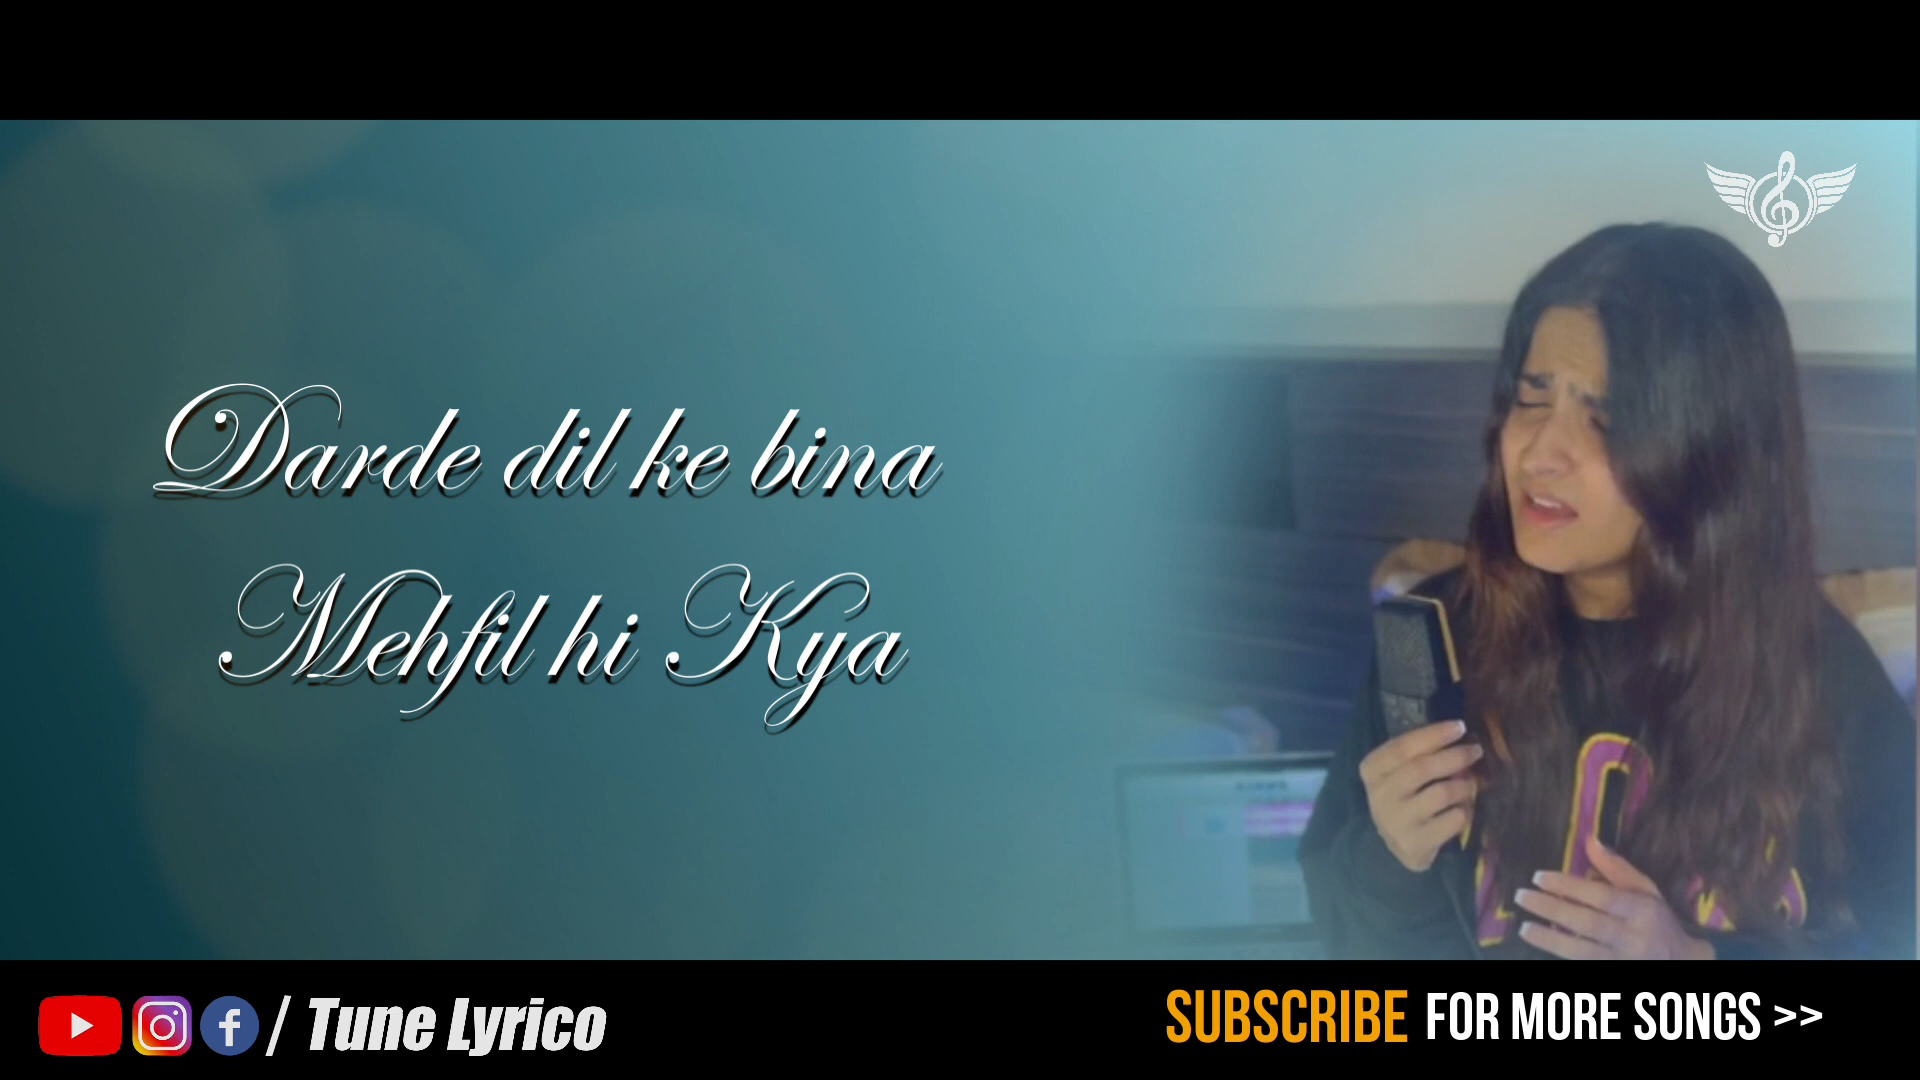 Darde dil ke bina
Mehfil hi Kya
/ Tune Lyrico
SUBSCRIBE FOR MORE SONGS >>